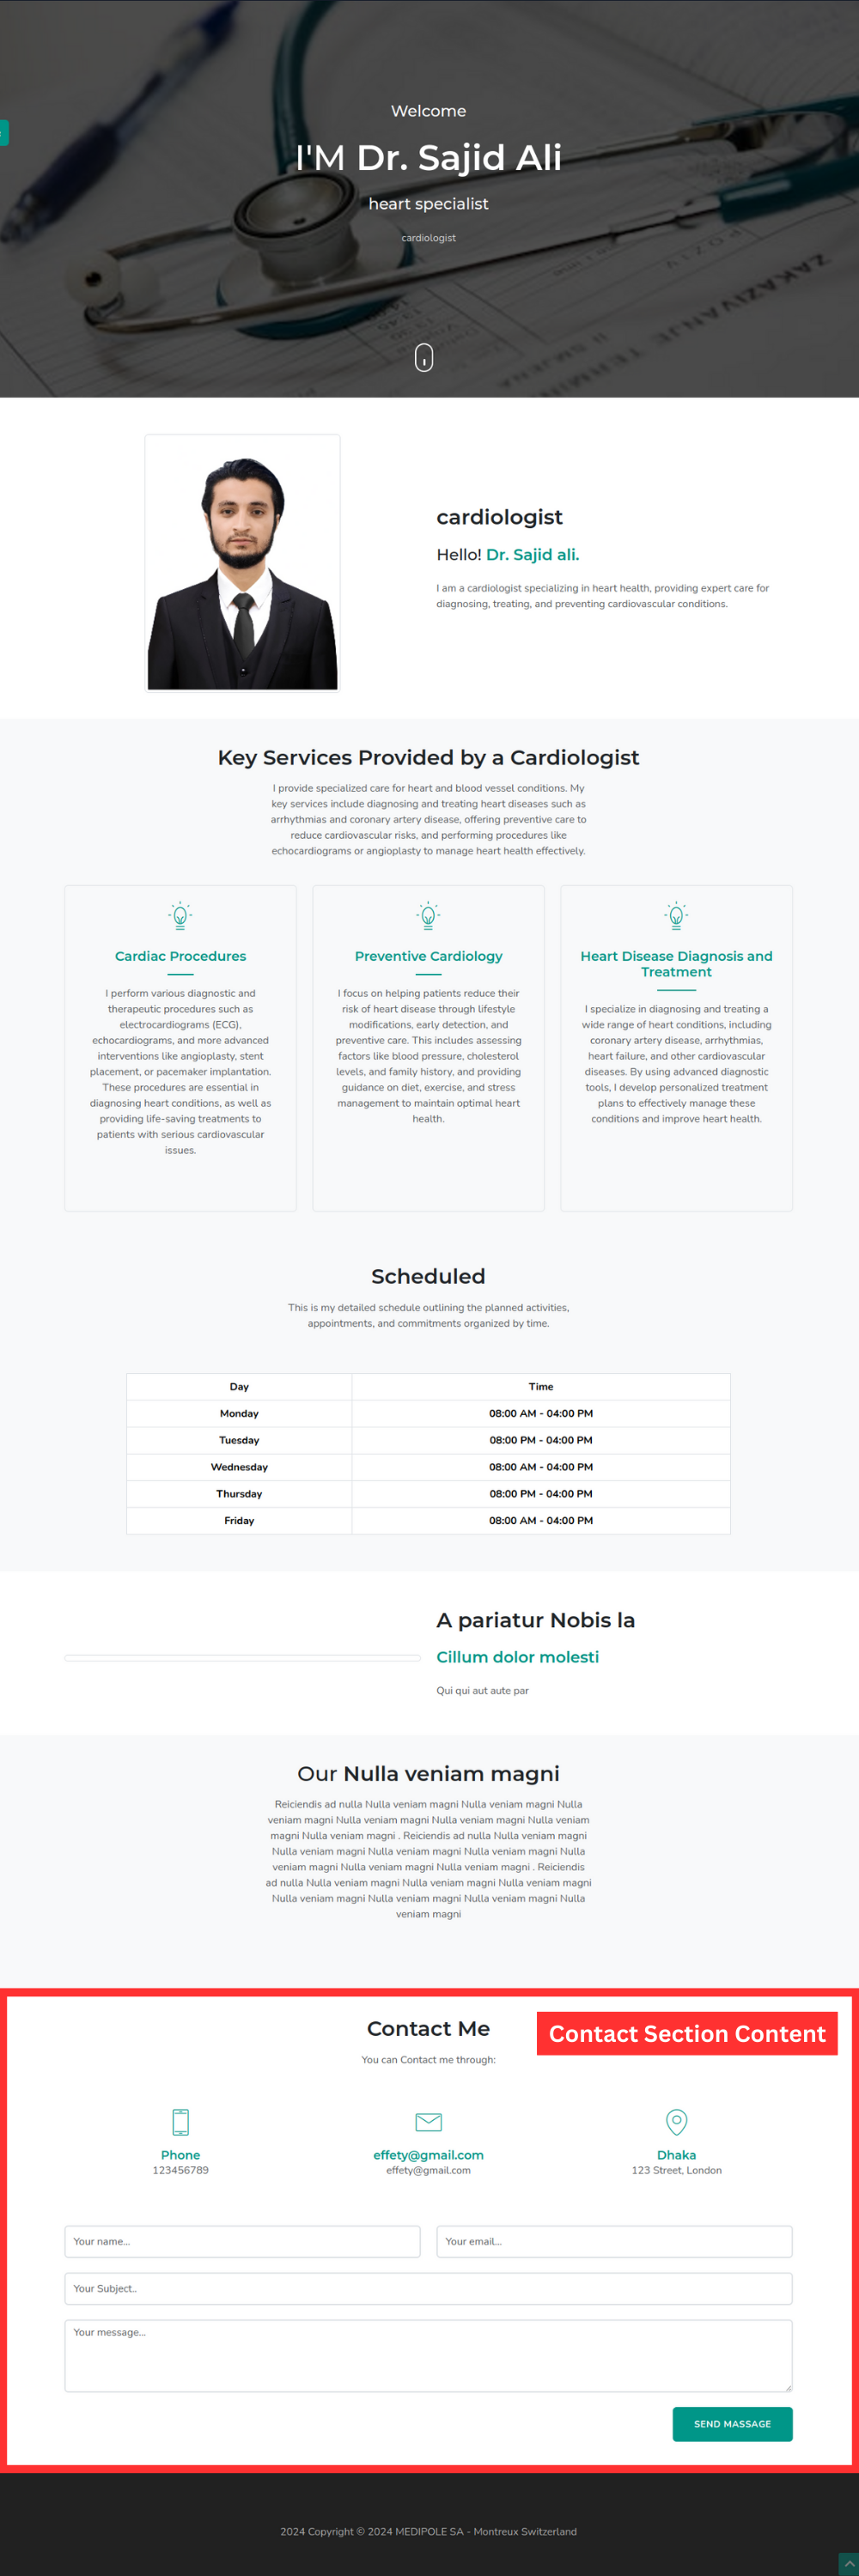 Welcome
I'M Dr. Sajid Ali
heart specialist
cardiologist
cardiologist
Hello! Dr. Sajid ali.
I am a cardiologist specializing in heart health, providing expert care for
diagnosing, treating, and preventing cardiovascular conditions.
Key Services Provided by a Cardiologist
I provide specialized care for heart and blood vessel conditions. My
key services include diagnosing and treating heart diseases such as
arrhythmias and coronary artery disease, offering preventive care to
reduce cardiovascular risks, and performing procedures like
echocardiograms or angioplasty to manage heart health effectively.
Cardiac Procedures
I perform various diagnostic and
therapeutic procedures such as
electrocardiograms (ECG),
echocardiograms, and more advanced
interventions like angioplasty, stent
placement, or pacemaker implantation.
These procedures are essential in
diagnosing heart conditions, as well as
providing life-saving treatments to
patients with serious cardiovascular
issues.
Preventive Cardiology
I focus on helping patients reduce their
risk of heart disease through lifestyle
modifications, early detection, and
preventive care. This includes assessing
factors like blood pressure, cholesterol
levels, and family history, and providing
guidance on diet, exercise, and stress
management to maintain optimal heart
health.
Heart Disease Diagnosis and
Treatment
I specialize in diagnosing and treating a
wide range of heart conditions, including
coronary artery disease, arrhythmias,
heart failure, and other cardiovascular
diseases. By using advanced diagnostic
tools, I develop personalized treatment
plans to effectively manage these
conditions and improve heart health.
Scheduled
This is my detailed schedule outlining the planned activities,
appointments, and commitments organized by time.
Day Time
Monday 08:00 AM - 04:00 PM
Tuesday 08:00 PM - 04:00 PM
Wednesday 08:00 AM - 04:00 PM
Thursday 08:00 PM - 04:00 PM
Friday 08:00 AM - 04:00 PM
A pariatur Nobis la
Cillum dolor molesti
Qui qui aut aute par
Our Nulla veniam magni
Reiciendis ad nulla Nulla veniam magni Nulla veniam magni Nulla
veniam magni Nulla veniam magni Nulla veniam magni Nulla veniam
magni Nulla veniam magni . Reiciendis ad nulla Nulla veniam magni
Nulla veniam magni Nulla veniam magni Nulla veniam magni Nulla
veniam magni Nulla veniam magni Nulla veniam magni . Reiciendis
ad nulla Nulla veniam magni Nulla veniam magni Nulla veniam magni
Nulla veniam magni Nulla veniam magni Nulla veniam magni Nulla
veniam magni
Contact Me
Contact Section Content
You can Contact me through:
Phone
123456789
effety@gmail.com
effety@gmail.com
Dhaka
123 Street, London
Your name...
Your email...
Your Subject..
Your message...
SEND MASSAGE
2024 Copyright © 2024 MEDIPOLE SA - Montreux Switzerland